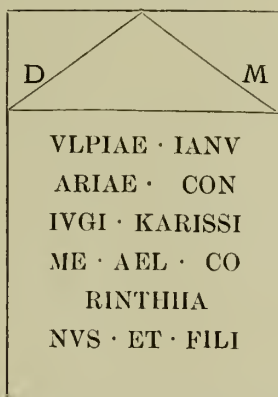 D M
VLPIAE · IANV
ARIAE · CON
IVGI · KARISSI
ME · AEL · CO
RINTHIIA
NVS · ET · FILI